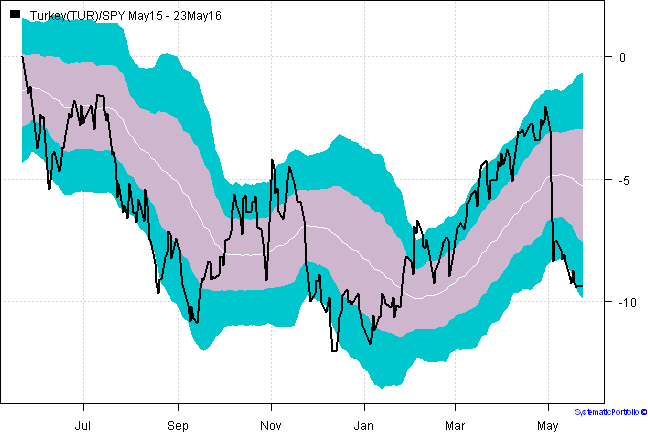 Turkey(TUR)/SPY May15 - 23May16
0
-5
-10
Jul Sep Nov Jan Mar May
SystematicPortfolio ©